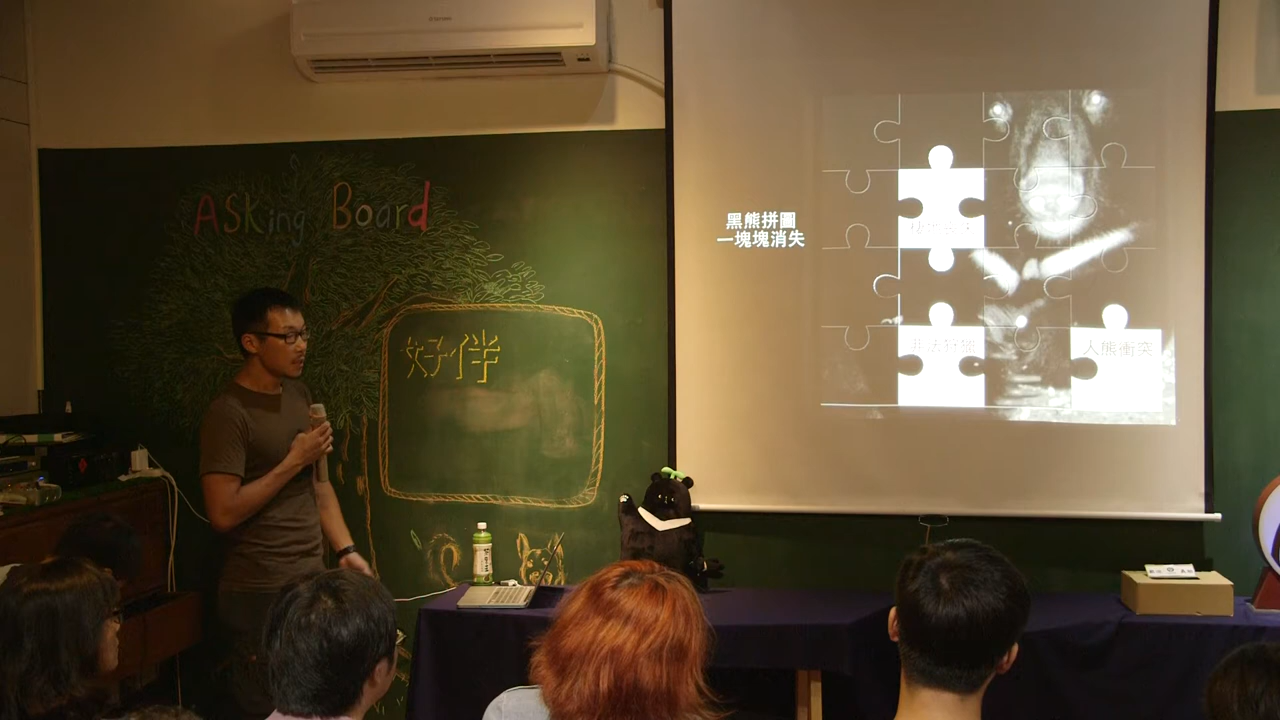 ASKing Board
好伴
黑熊拼圖
一塊塊消失
非法狩獵
人熊衝突